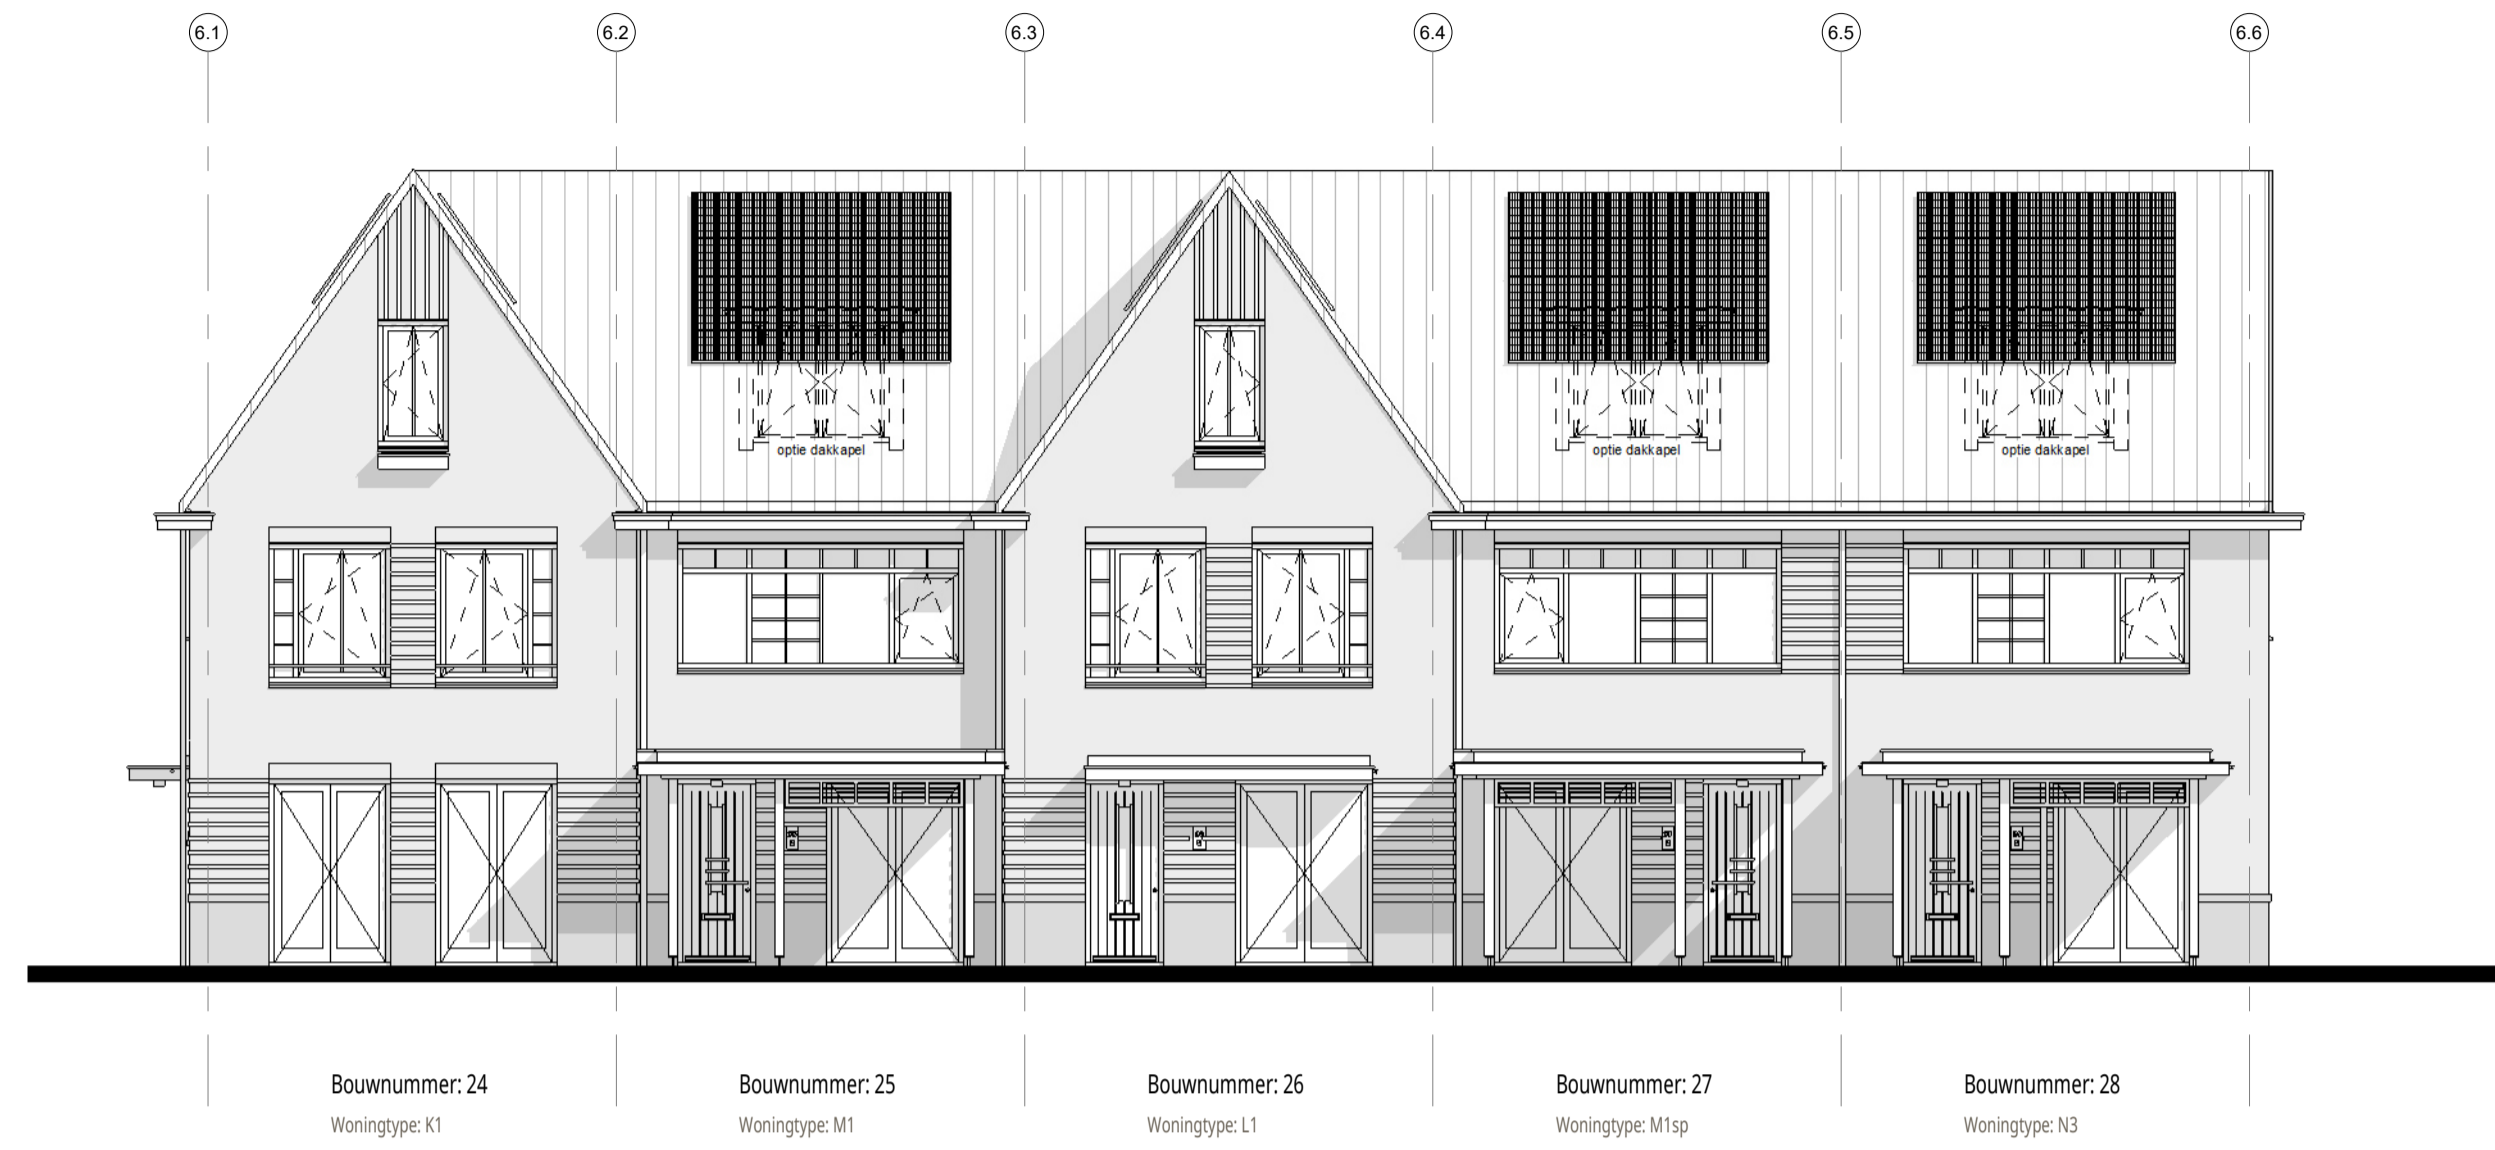 6.1 6.2 6.3 6.4 6.5 6.6
optie dakkapel optie dakkapel optie dakkapel
Bouwnummer: 24 Bouwnummer: 25 Bouwnummer: 26 Bouwnummer: 27 Bouwnummer: 28
Woningtype: K1 Woningtype: M1 Woningtype: L1 Woningtype: M1sp Woningtype: N3